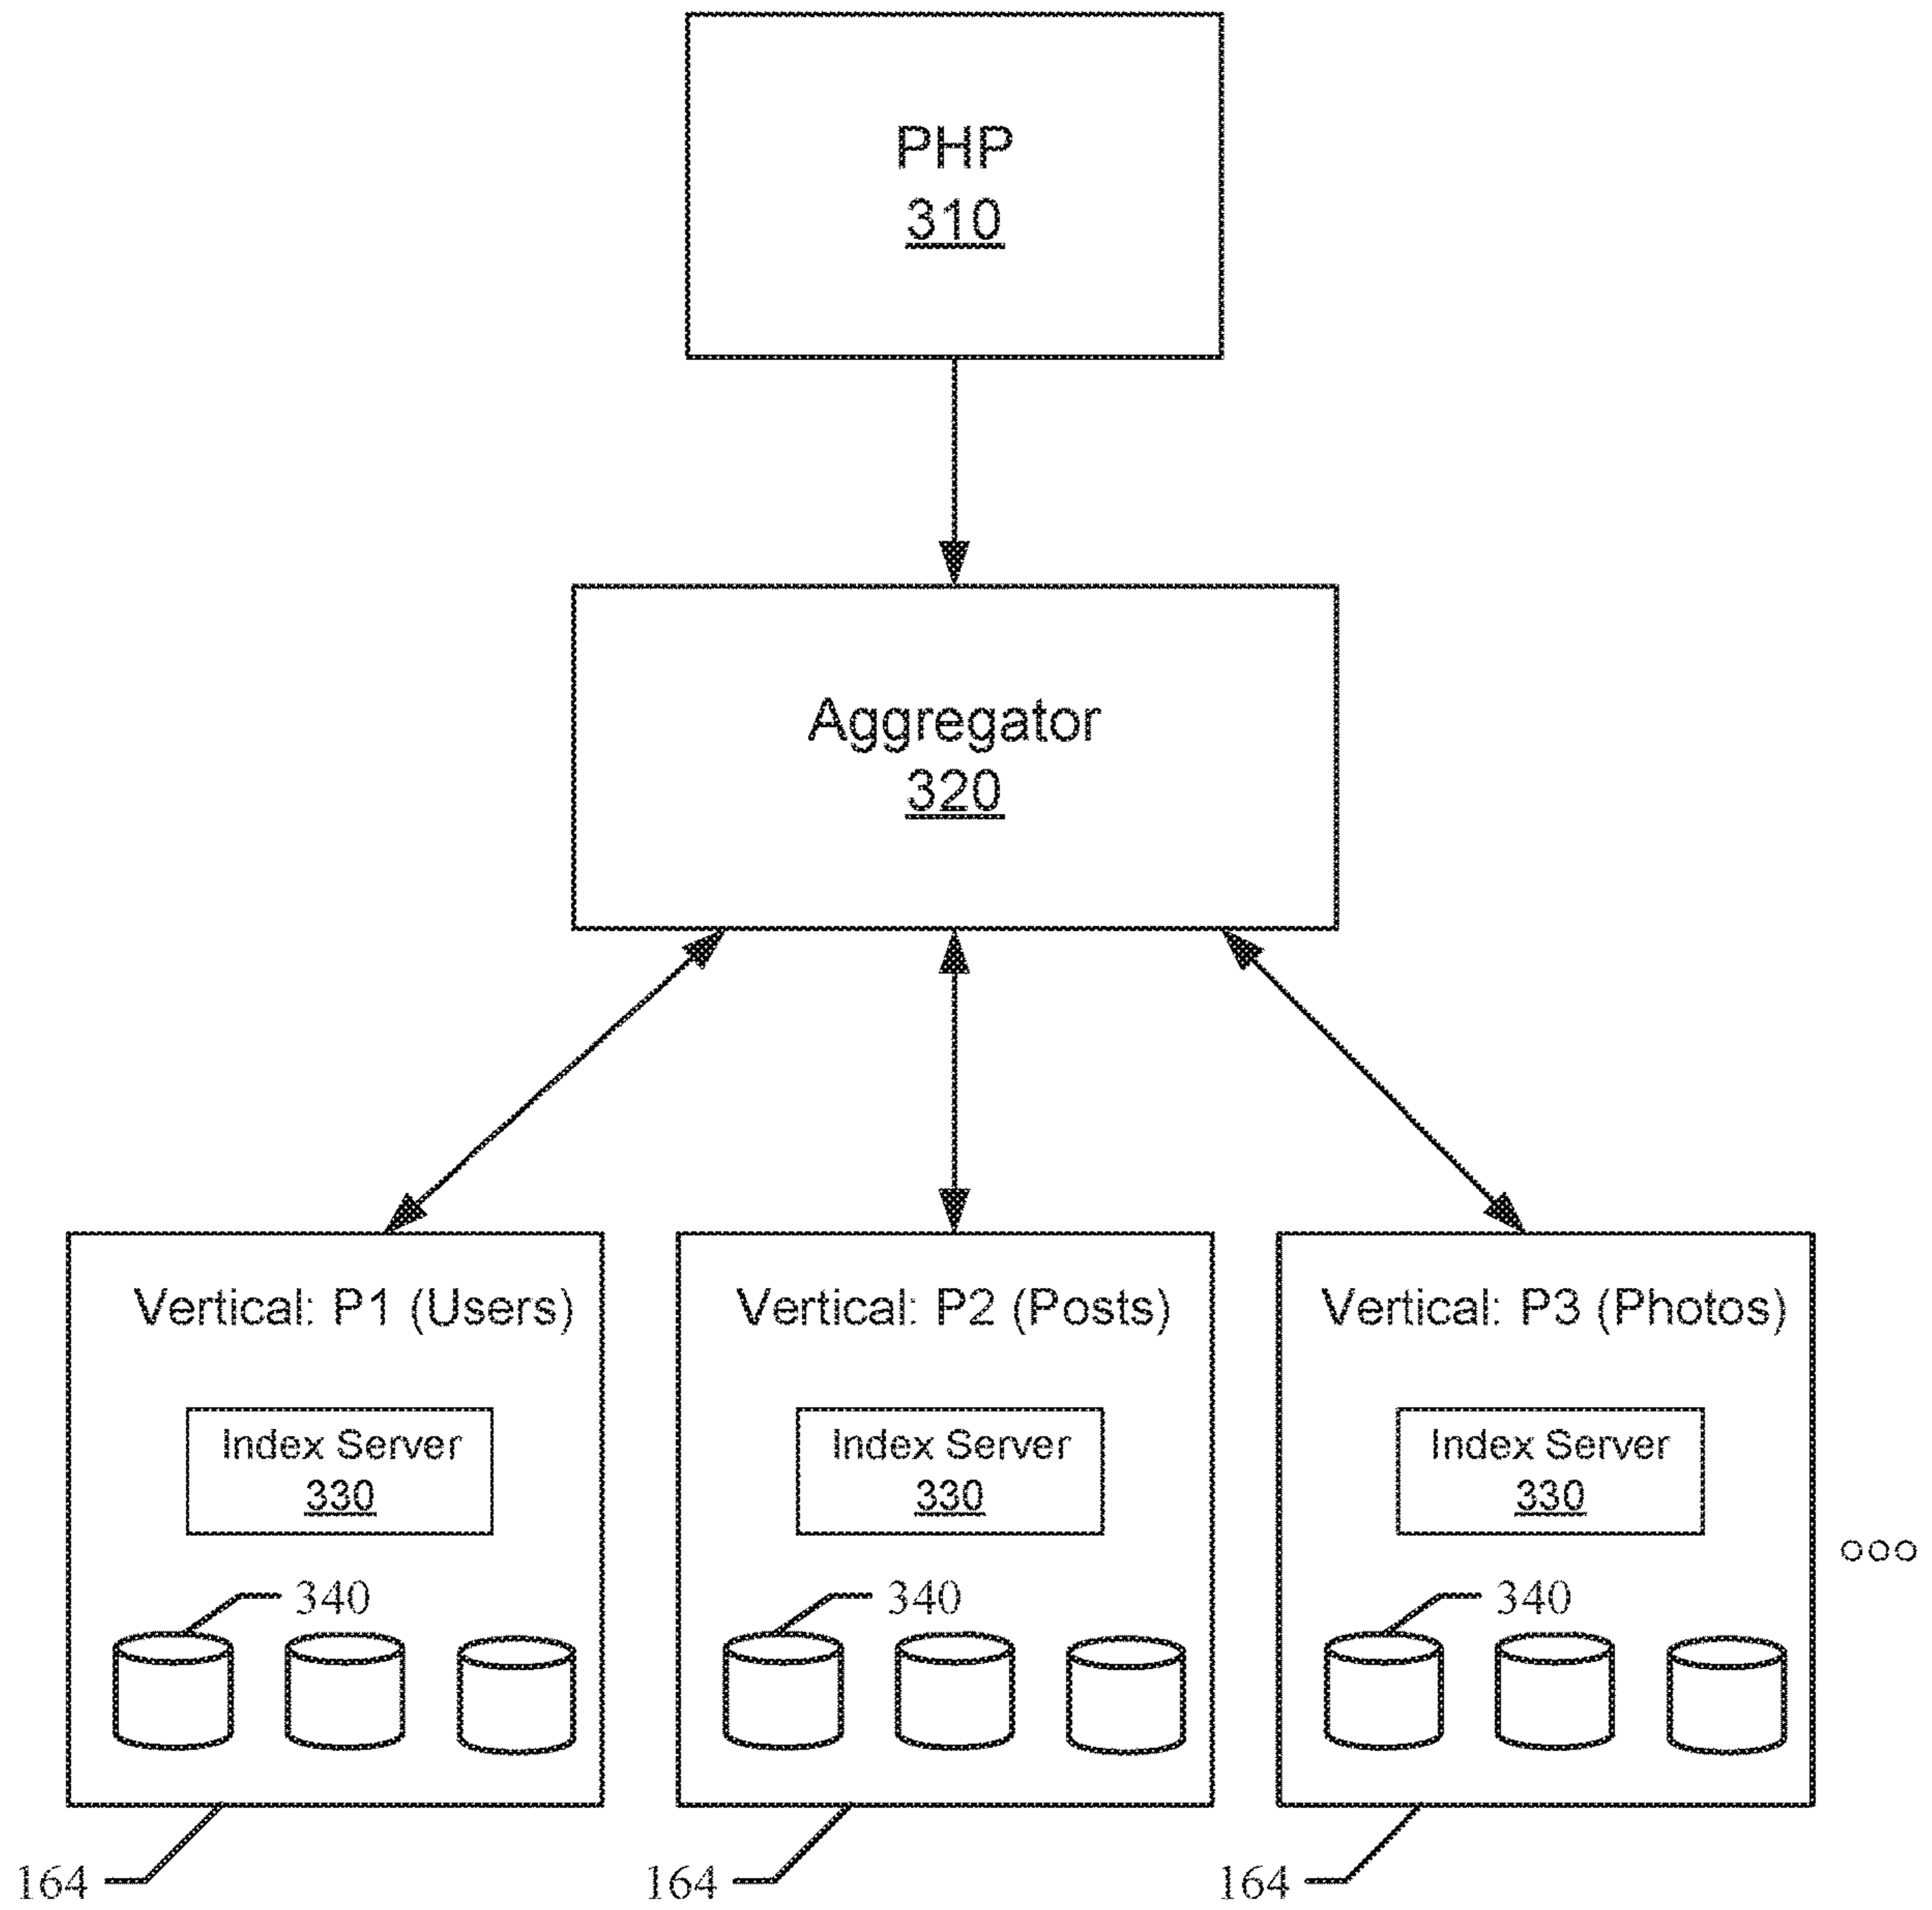 PHP
310
Aggregator
320
Vertical: P1 (Users)
Index Server
330
340
164
Vertical: P2 (Posts)
Index Server
330
340
164
Vertical: P3 (Photos)
Index Server
330
340
164